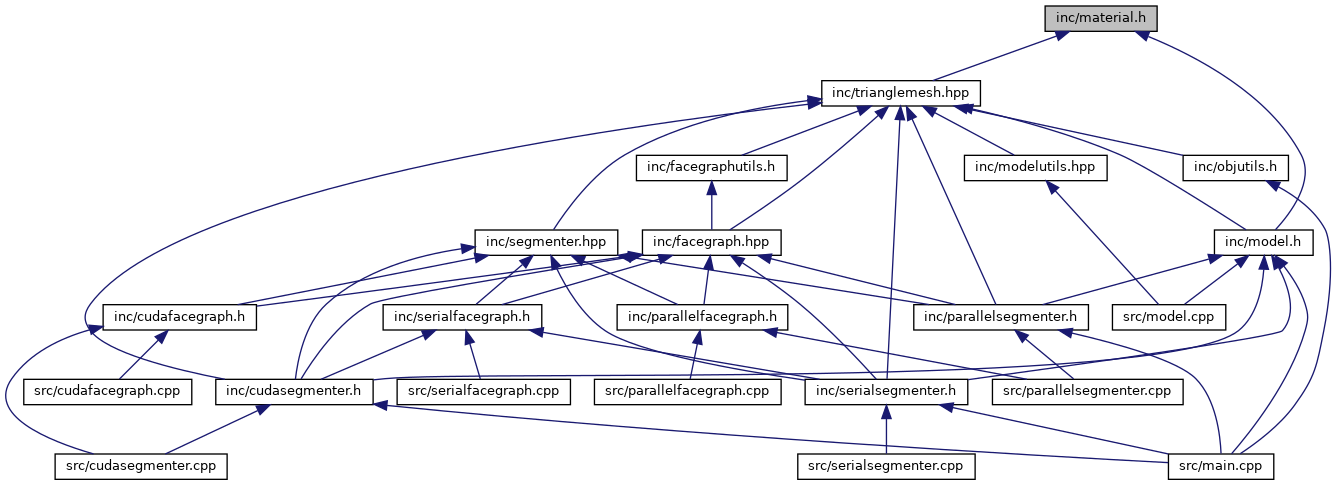 inc/material.h
inc/trianglemesh.hpp
inc/facegraphutils.h
inc/modelutils.hpp
inc/objutils.h
inc/segmenter.hpp
inc/facegraph.hpp
inc/model.h
inc/cudafacegraph.h
inc/serialfacegraph.h
inc/parallelfacegraph.h
inc/parallelsegmenter.h
src/model.cpp
src/cudafacegraph.cpp
inc/cudasegmenter.h
src/serialfacegraph.cpp
src/parallelfacegraph.cpp
inc/serialsegmenter.h
src/parallelsegmenter.cpp
src/cudasegmenter.cpp
src/serialsegmenter.cpp
src/main.cpp